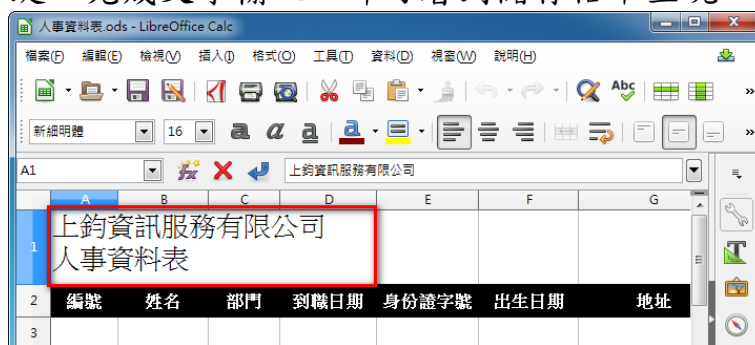 人事資料表.ods - LibreOffice Calc
檔案(F) 編輯(E) 檢視(V) 插入(I) 格式(O) 工具(T) 資料(D) 視窗(W) 說明(H)
Abc
新細明體 16 a a a a
A1 上鈞資訊服務有限公司
A B C D E F G
1 上鈞資訊服務有限公司
人事資料表
2 編號 姓名 部門 到職日期 身份證字號 出生日期 地址
3